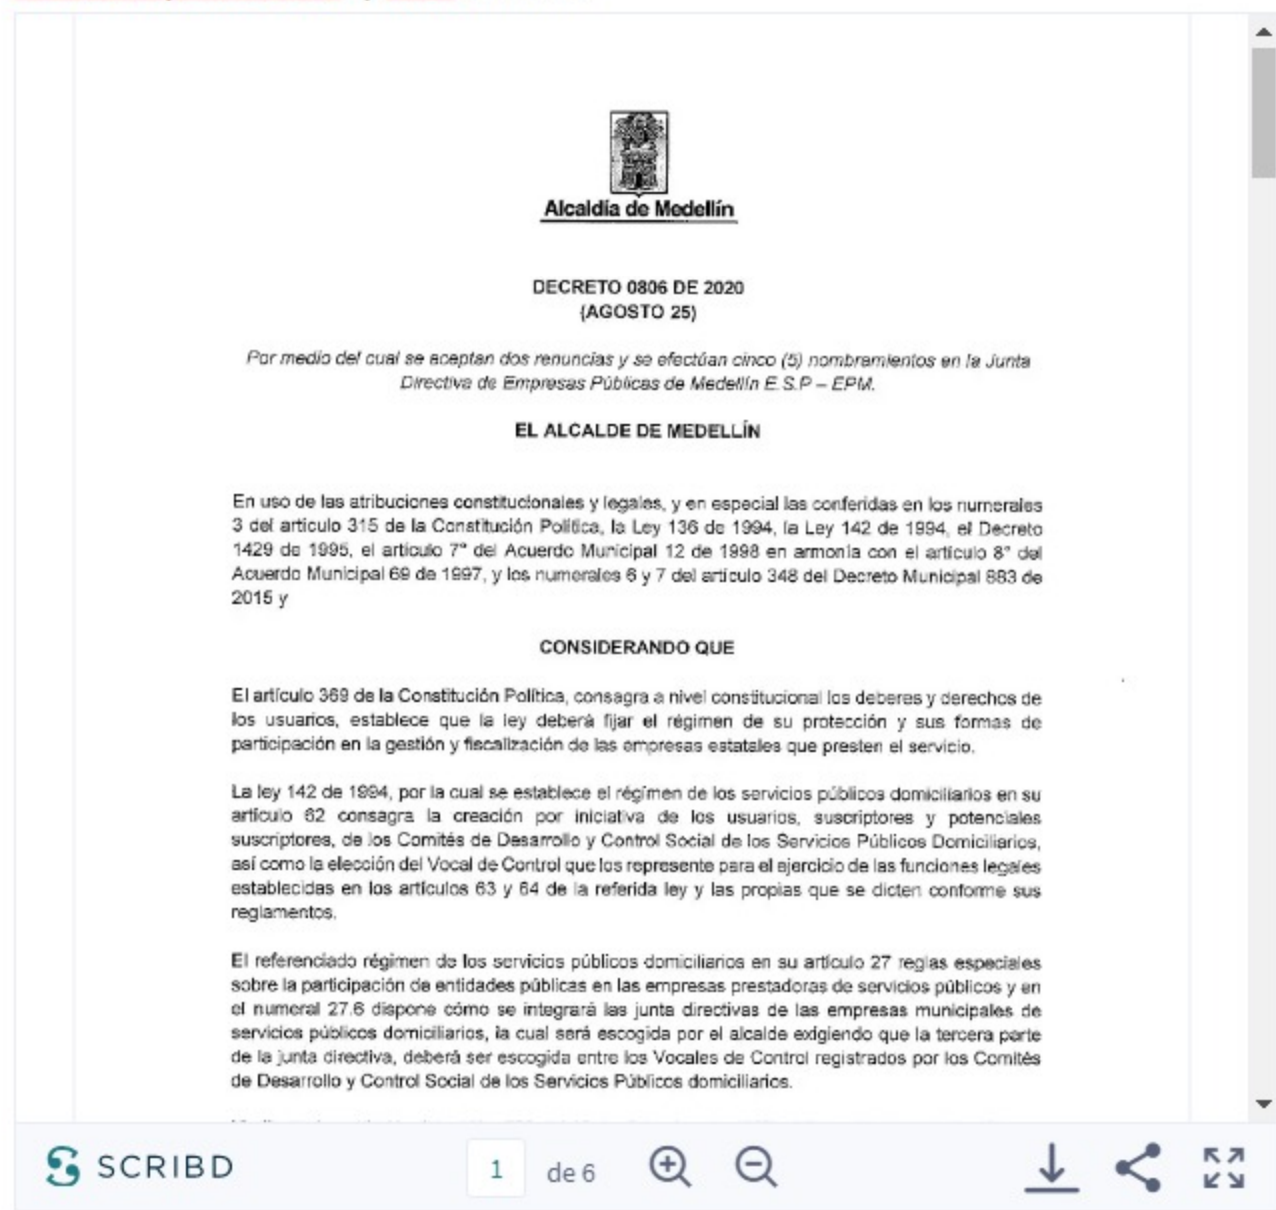 Alcaldía de Medellín
DECRETO 0806 DE 2020
(AGOSTO 25)
Por medio del cual se aceptan dos renuncias y se efectúan cinco (5) nombramientos en la Junta
Directiva de Empresas Públicas de Medellín E.S.P – EPM.
EL ALCALDE DE MEDELLÍN
En uso de las atribuciones constitucionales y legales, y en especial las conferidas en los numerales
3 del artículo 315 de la Constitución Política, la Ley 136 de 1994, la Ley 142 de 1994, el Decreto
1429 de 1995, el artículo 7° del Acuerdo Municipal 12 de 1998 en armonía con el artículo 8° del
Acuerdo Municipal 69 de 1997, y los numerales 6 y 7 del artículo 348 del Decreto Municipal 883 de
2015 y
CONSIDERANDO QUE
El artículo 369 de la Constitución Política, consagra a nivel constitucional los deberes y derechos de
los usuarios, establece que la ley deberá fijar el régimen de su protección y sus formas de
participación en la gestión y fiscalización de las empresas estatales que presten el servicio.
La ley 142 de 1994, por la cual se establece el régimen de los servicios públicos domiciliarios en su
artículo 62 consagra la creación por iniciativa de los usuarios, suscriptores y potenciales
suscriptores, de los Comités de Desarrollo y Control Social de los Servicios Públicos Domiciliarios,
así como la elección del Vocal de Control que los represente para el ejercicio de las funciones legales
establecidas en los artículos 63 y 64 de la referida ley y las propias que se dicten conforme sus
reglamentos.
El referenciado régimen de los servicios públicos domiciliarios en su artículo 27 reglas especiales
sobre la participación de entidades públicas en las empresas prestadoras de servicios públicos y en
el numeral 27.6 dispone cómo se integrará las junta directivas de las empresas municipales de
servicios públicos domiciliarios, la cual será escogida por el alcalde exigiendo que la tercera parte
de la junta directiva, deberá ser escogida entre los Vocales de Control registrados por los Comités
de Desarrollo y Control Social de los Servicios Públicos domiciliarios.
SCRIBD 1 de 6